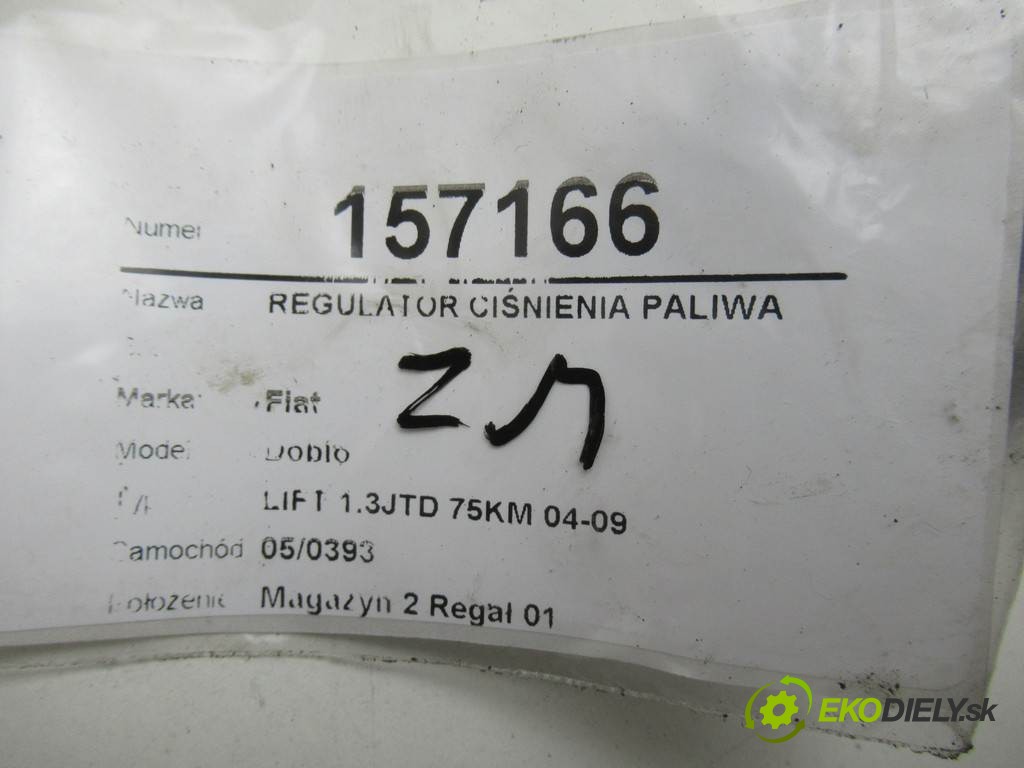 Numer 157166
Nazwa REGULATOR CIŚNIENIA PALIWA
Marka: Fiat
Model Doblo
LIFT 1.3JTD 75KM 04-09
Samochód 05/0393
Położenie Magazyn 2 Regał 01
EKODIELY.sk